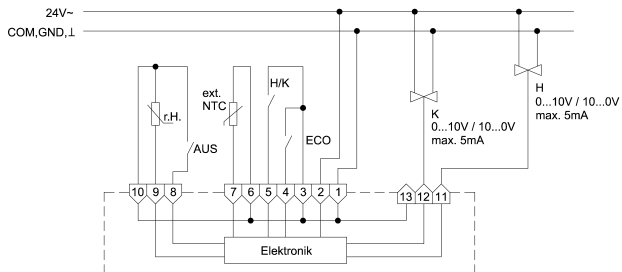 24V~
COM,GND,⊥
H/K
ext.
NTC
r.H.
AUS
ECO
K
0...10V / 10...0V
max. 5mA
H
0...10V / 10...0V
max. 5mA
10 9 8 7 6 5 4 3 2 1 13 12 11
Elektronik